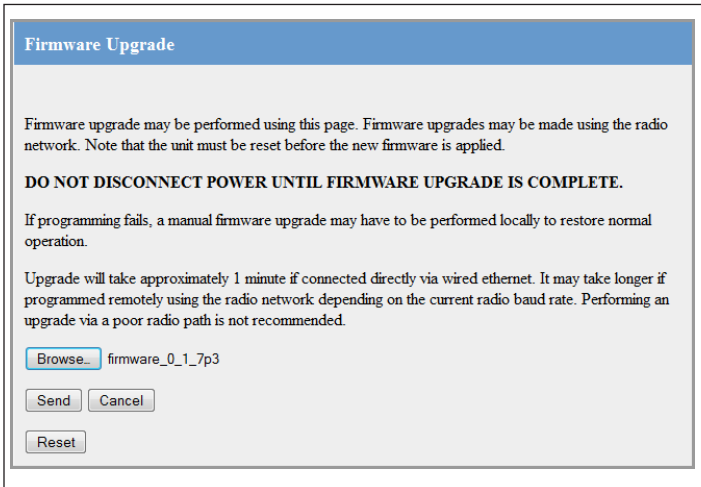 Firmware Upgrade
Firmware upgrade may be performed using this page. Firmware upgrades may be made using the radio
network. Note that the unit must be reset before the new firmware is applied.
DO NOT DISCONNECT POWER UNTIL FIRMWARE UPGRADE IS COMPLETE.
If programming fails, a manual firmware upgrade may have to be performed locally to restore normal
operation.
Upgrade will take approximately 1 minute if connected directly via wired ethernet. It may take longer if
programmed remotely using the radio network depending on the current radio baud rate. Performing an
upgrade via a poor radio path is not recommended.
Browse... firmware_0_1_7p3
Send Cancel
Reset